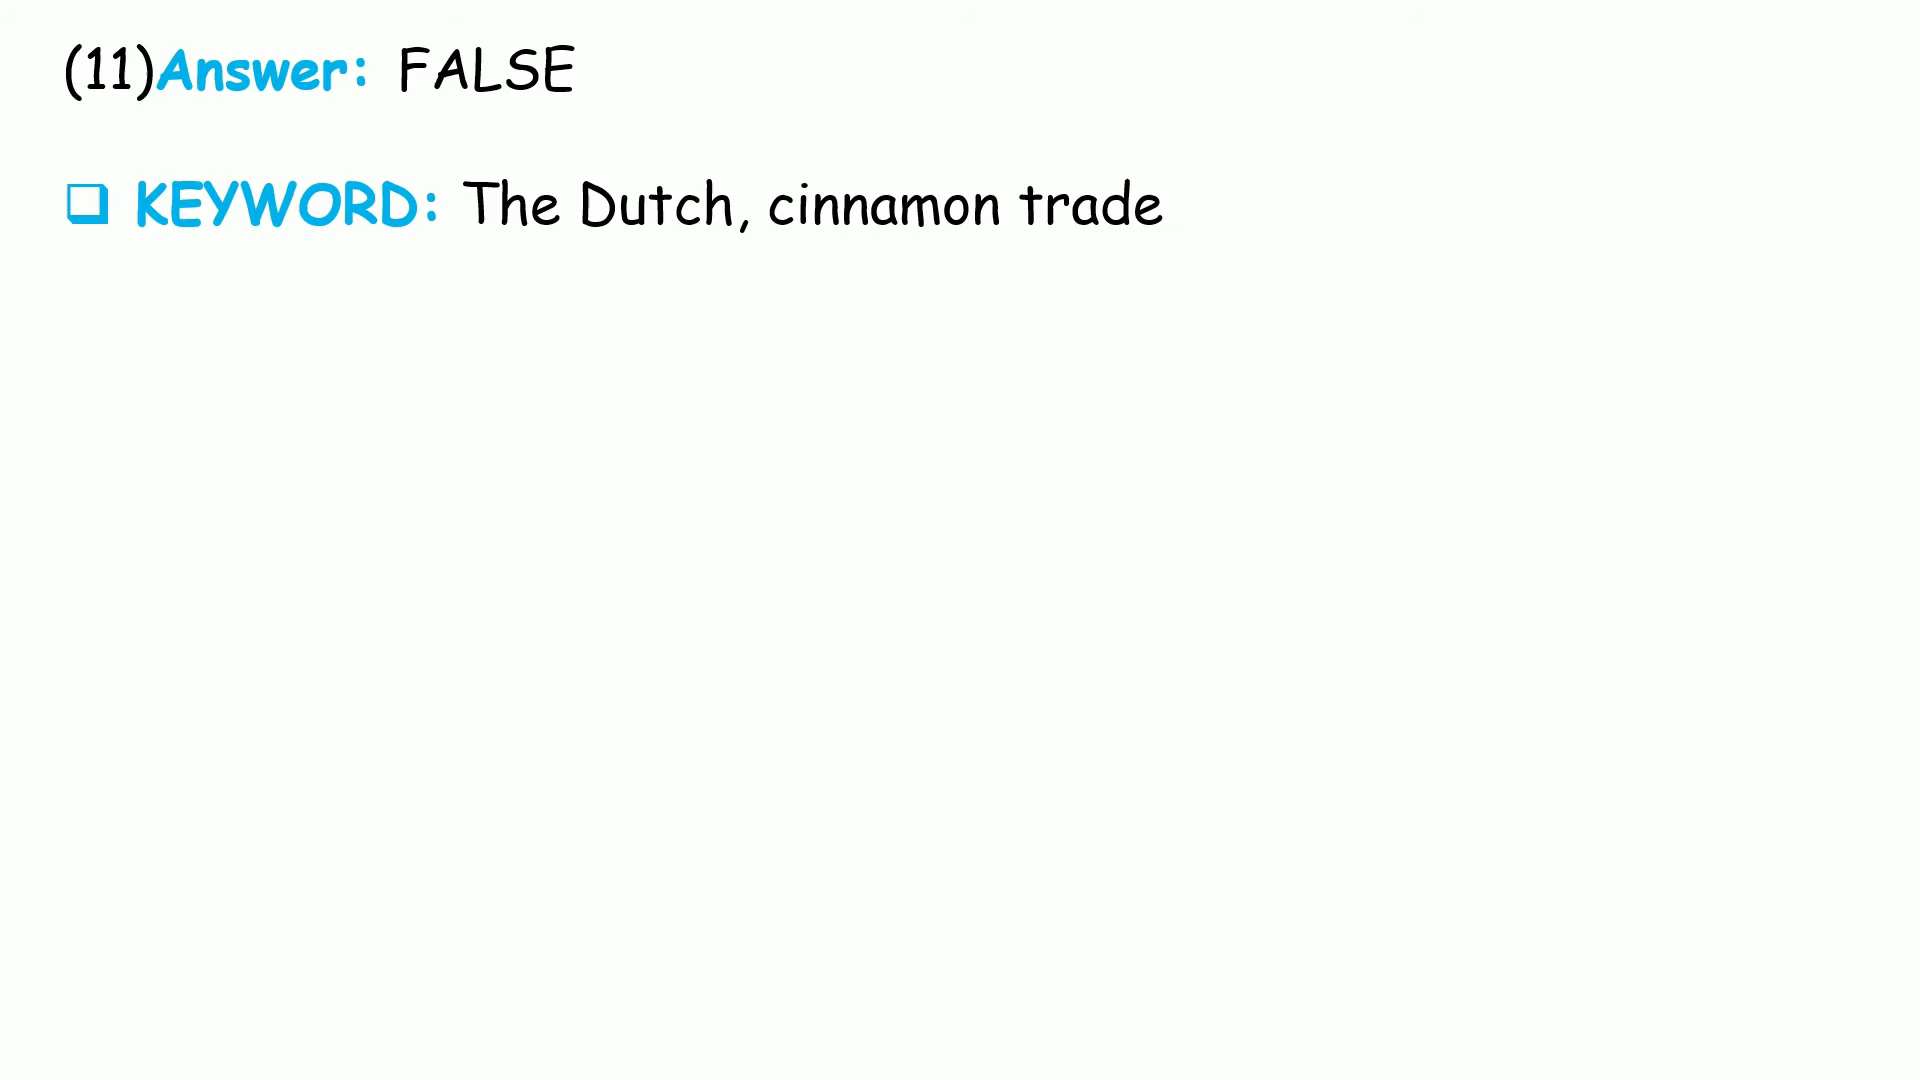 (11)Answer: FALSE
❑ KEYWORD: The Dutch, cinnamon trade